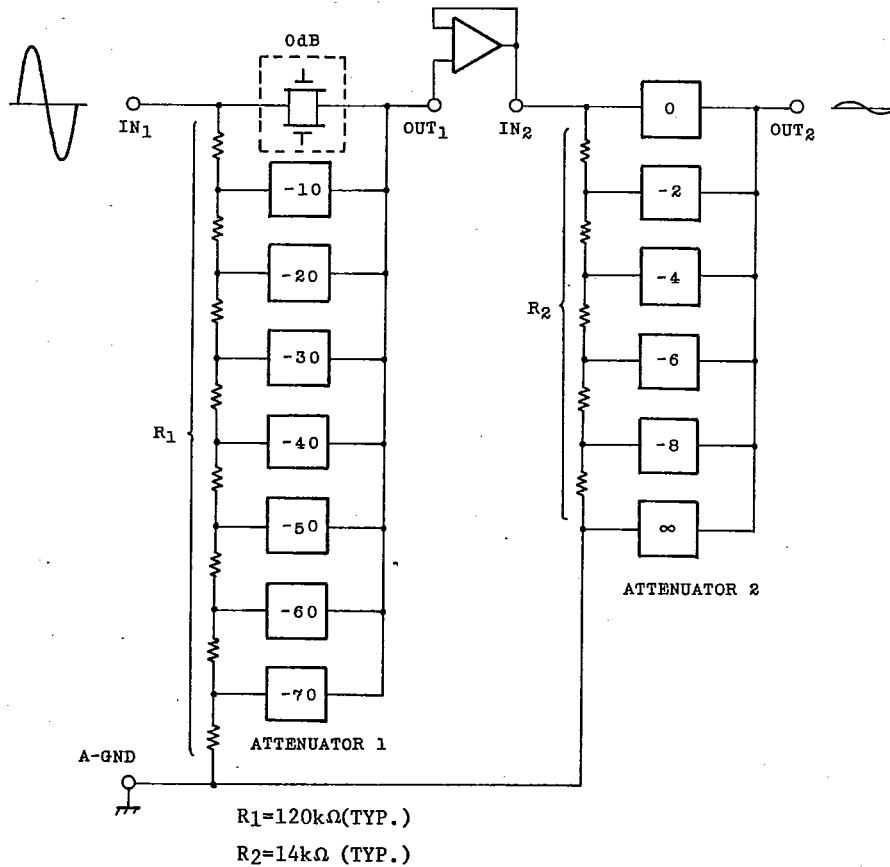 0dB
IN1
OUT1
IN2
OUT2
0
-10
-2
-20
-4
-30
-6
R1
R2
-40
-8
-50
∞
-60
ATTENUATOR 2
-70
ATTENUATOR 1
A-GND
R1=120kΩ(TYP.)
R2=14kΩ (TYP.)